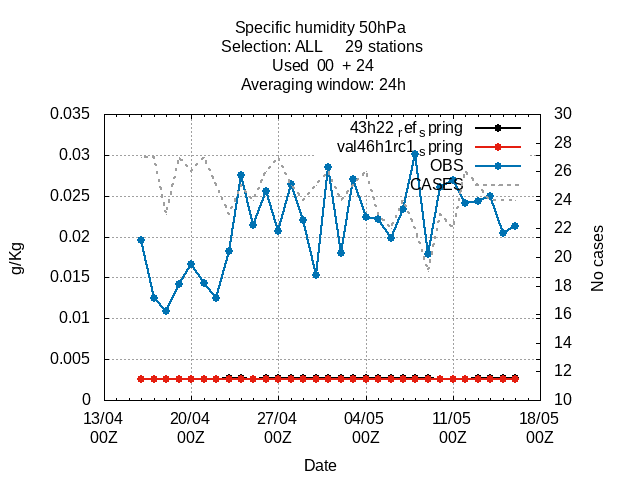 Specific humidity 50hPa
Selection: ALL 29 stations
Used 00 + 24
Averaging window: 24h
43h22 ref spring
val46h1rc1 spring
OBS
CASES
0.035
0.03
0.025
0.02
0.015
0.01
0.005
0
g/Kg
30
28
26
24
22
20
18
16
14
12
10
No cases
13/04 20/04 27/04 04/05 11/05 18/05
00Z 00Z 00Z 00Z 00Z 00Z
Date